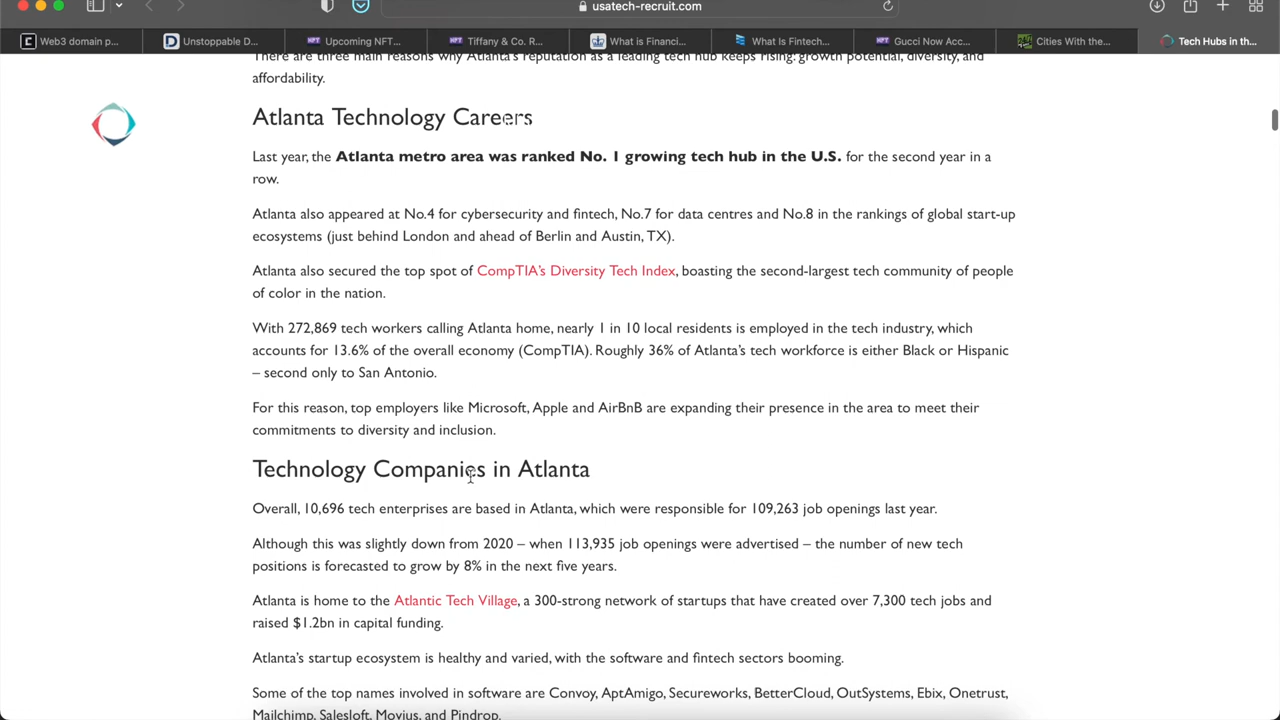 usatech-recruit.com
Web3 domain p...
Unstoppable D...
Upcoming NFT...
Tiffany & Co. R...
What is Financi...
What Is Fintech...
Gucci Now Acc...
Cities With the...
Tech Hubs in th...
There are three main reasons why Atlanta's reputation as a leading tech hub keeps rising: growth potential, diversity, and
affordability.
Atlanta Technology Careers
Last year, the Atlanta metro area was ranked No. 1 growing tech hub in the U.S. for the second year in a
row.
Atlanta also appeared at No.4 for cybersecurity and fintech, No.7 for data centres and No.8 in the rankings of global start-up
ecosystems (just behind London and ahead of Berlin and Austin, TX).
Atlanta also secured the top spot of CompTIA's Diversity Tech Index, boasting the second-largest tech community of people
of color in the nation.
With 272,869 tech workers calling Atlanta home, nearly 1 in 10 local residents is employed in the tech industry, which
accounts for 13.6% of the overall economy (CompTIA). Roughly 36% of Atlanta's tech workforce is either Black or Hispanic
– second only to San Antonio.
For this reason, top employers like Microsoft, Apple and AirBnB are expanding their presence in the area to meet their
commitments to diversity and inclusion.
Technology Companies in Atlanta
Overall, 10,696 tech enterprises are based in Atlanta, which were responsible for 109,263 job openings last year.
Although this was slightly down from 2020 – when 113,935 job openings were advertised – the number of new tech
positions is forecasted to grow by 8% in the next five years.
Atlanta is home to the Atlantic Tech Village, a 300-strong network of startups that have created over 7,300 tech jobs and
raised $1.2bn in capital funding.
Atlanta's startup ecosystem is healthy and varied, with the software and fintech sectors booming.
Some of the top names involved in software are Convoy, AptAmigo, Secureworks, BetterCloud, OutSystems, Ebix, Onetrust,
Mailchimp, Salesloft, Movius, and Pindrop.